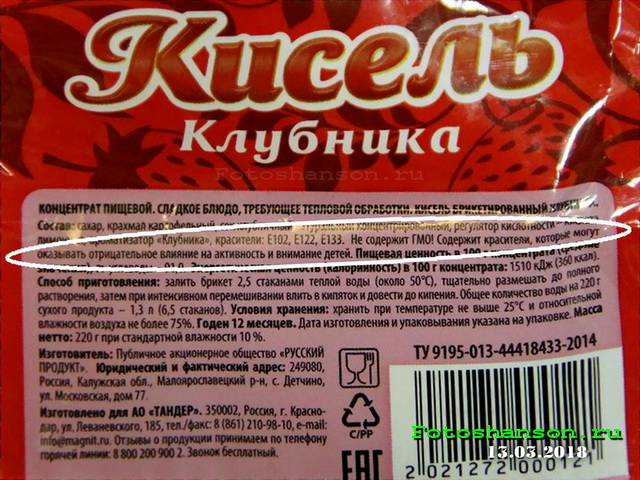 Кисель
Клубника
Fotoshanson.ru
КОНЦЕНТРАТ ПИЩЕВОЙ. СЛАДКОЕ БЛЮДО, ТРЕБУЮЩЕЕ ТЕПЛОВОЙ ОБРАБОТКИ. КИСЕЛЬ БРИКЕТИРОВАННЫЙ КЛУБНИКА.
Состав: сахар, крахмал картофельный, натуральный концентрированный, регулятор кислотности -
ароматизатор «Клубника», красители: Е102, Е122, Е133. Не содержит ГМО! Содержит красители, которые могут
оказывать отрицательное влияние на активность и внимание детей. Пищевая ценность в 100 г концентрата
ценность (калорийность) в 100 г концентрата: 1510 кДж (360 ккал).
Способ приготовления: залить брикет 2,5 стаканами теплой воды (около 50°С), тщательно размешать до полного
растворения, затем при интенсивном перемешивании влить в кипяток и довести до кипения. Общее количество воды на 220 г
сухого продукта – 1,3 л (6,5 стаканов). Условия хранения: хранить при температуре не выше 25°С и относительной
влажности воздуха не более 75%. Годен 12 месяцев. Дата изготовления и упаковывания указана на упаковке. Масса
нетто: 220 г при стандартной влажности 10 %.
Изготовитель: Публичное акционерное общество «РУССКИЙ
ПРОДУКТ». Юридический и фактический адрес: 249080,
Россия, Калужская обл., Малоярославецкий р-н, с. Детчино,
ул. Московская, дом 77.
Изготовлено для АО «ТАНДЕР». 350002, Россия, г. Краснодар,
ул. Леваневского, 185, тел./факс: 8 (861) 210-98-10, e-mail:
info@magnit.ru. Отзывы о продукции принимаем по телефону
горячей линии: 8 800 200 900 2. Звонок бесплатный.
C/PP
EAC
ТУ 9195-013-44418433-2014
2 021272 000121
Fotoshanson.ru
13.03.2018